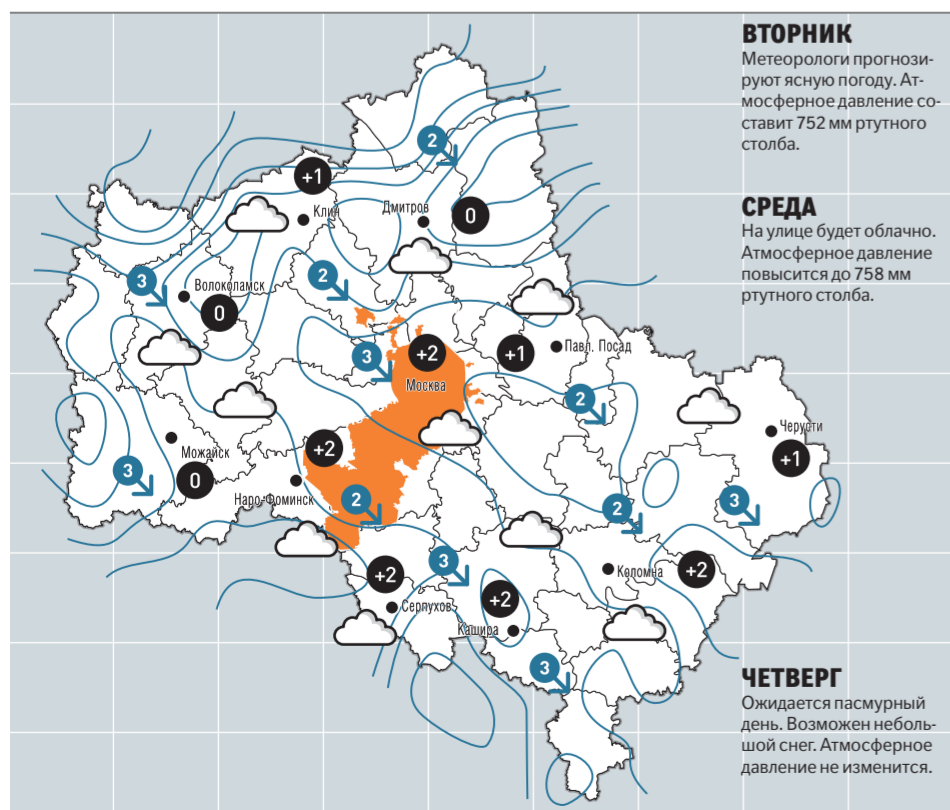 ВТОРНИК
Метеорологи прогнози-
руют ясную погоду. Ат-
мосферное давление со-
ставит 752 мм ртутного
столба.
СРЕДА
На улице будет облачно.
Атмосферное давление
повысится до 758 мм
ртутного столба.
2
+1
Клин
Дмитров
0
3
Волоколамск
0
2
3
+2
Москва
+1
Павл. Посад
2
Черусти
+1
Можайск
3
0
+2
Наро-Фоминск
2
2
3
+2
Серпухов
3
+2
Кашира
Коломна
+2
3
ЧЕТВЕРГ
Ожидается пасмурный
день. Возможен неболь-
шой снег. Атмосферное
давление не изменится.